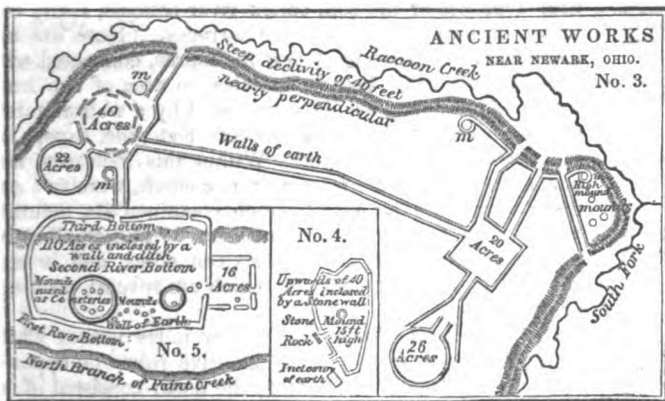 ANCIENT WORKS
NEAR NEWARK, OHIO.
No. 3.
Raccoon Creek
Steep declivity of 40 feet
nearly perpendicular
m
40
Acres
22
Acres
m
Walls of earth
m
High
mound
mounds
20
Acres
South Fork
26
Acres
Third Bottom
110 Acres inclosed by a
wall and ditch
Second River Bottom
Mounds
used as Cemeteries
Mounds
16
Acres
Wall of Earth
First River Bottom
No. 5.
North Branch of Paint Creek
No. 4.
Upwards of 40
Acres inclosed
by a Stone wall
Stone
Mound
15 ft
high
Rock
Inclosure
of earth